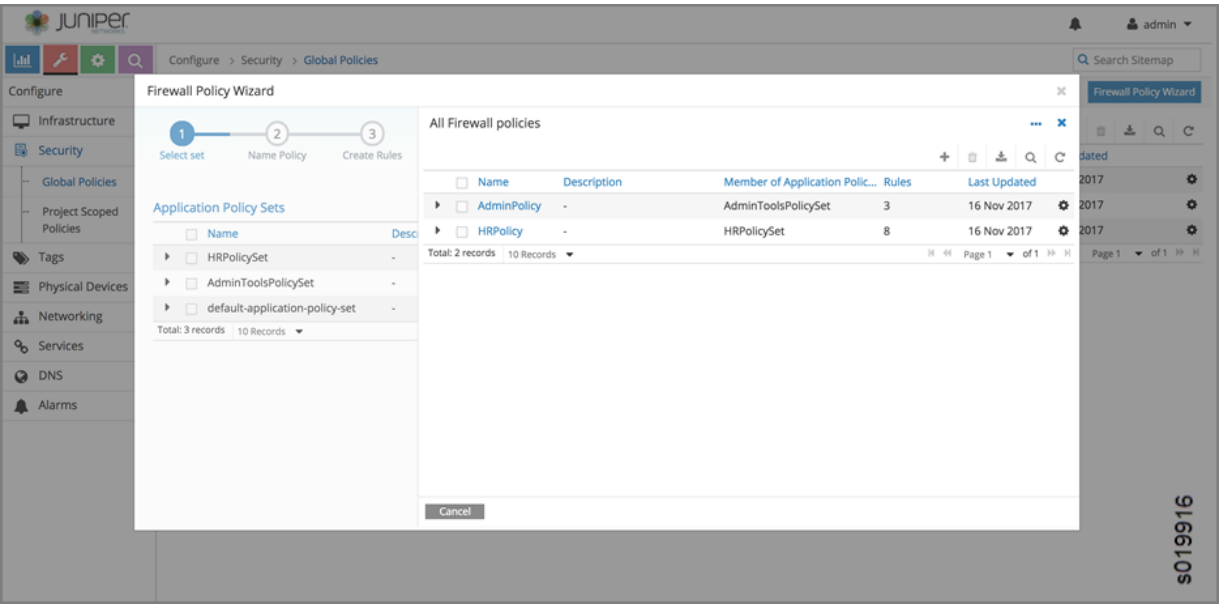 JUNIPER
NETWORKS
admin
Configure > Security > Global Policies
Search Sitemap
Configure
Firewall Policy Wizard
Firewall Policy Wizard
Infrastructure
Security
Global Policies
Project Scoped
Policies
Tags
Physical Devices
Networking
Services
DNS
Alarms
1 2 3
Select set Name Policy Create Rules
Application Policy Sets
Name Desc
HRPolicySet -
AdminToolsPolicySet -
default-application-policy-set -
Total: 3 records 10 Records
All Firewall policies
Name Description Member of Application Polic... Rules Last Updated
AdminPolicy - AdminToolsPolicySet 3 16 Nov 2017
HRPolicy - HRPolicySet 8 16 Nov 2017
Total: 2 records 10 Records Page 1 of 1
Cancel
dated
2017
2017
2017
Page 1 of 1
s019916